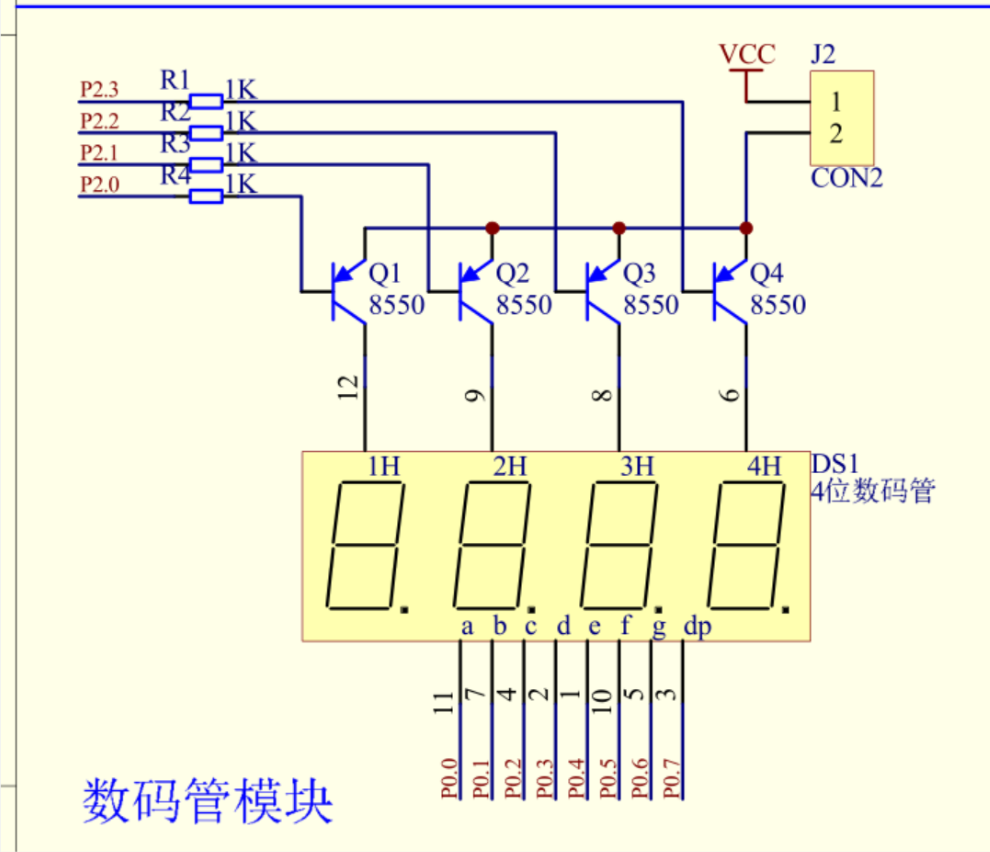 VCC J2
P2.3 R1 1K
1
P2.2 R2 1K
2
P2.1 R3 1K
P2.0 R4 1K
CON2
Q1 Q2 Q3 Q4
8550 8550 8550 8550
12 9 8 6
1H 2H 3H 4H DS1
4位数码管
a b c d e f g dp
11 7 4 2 1 10 5 3
P0.0 P0.1 P0.2 P0.3 P0.4 P0.5 P0.6 P0.7
数码管模块